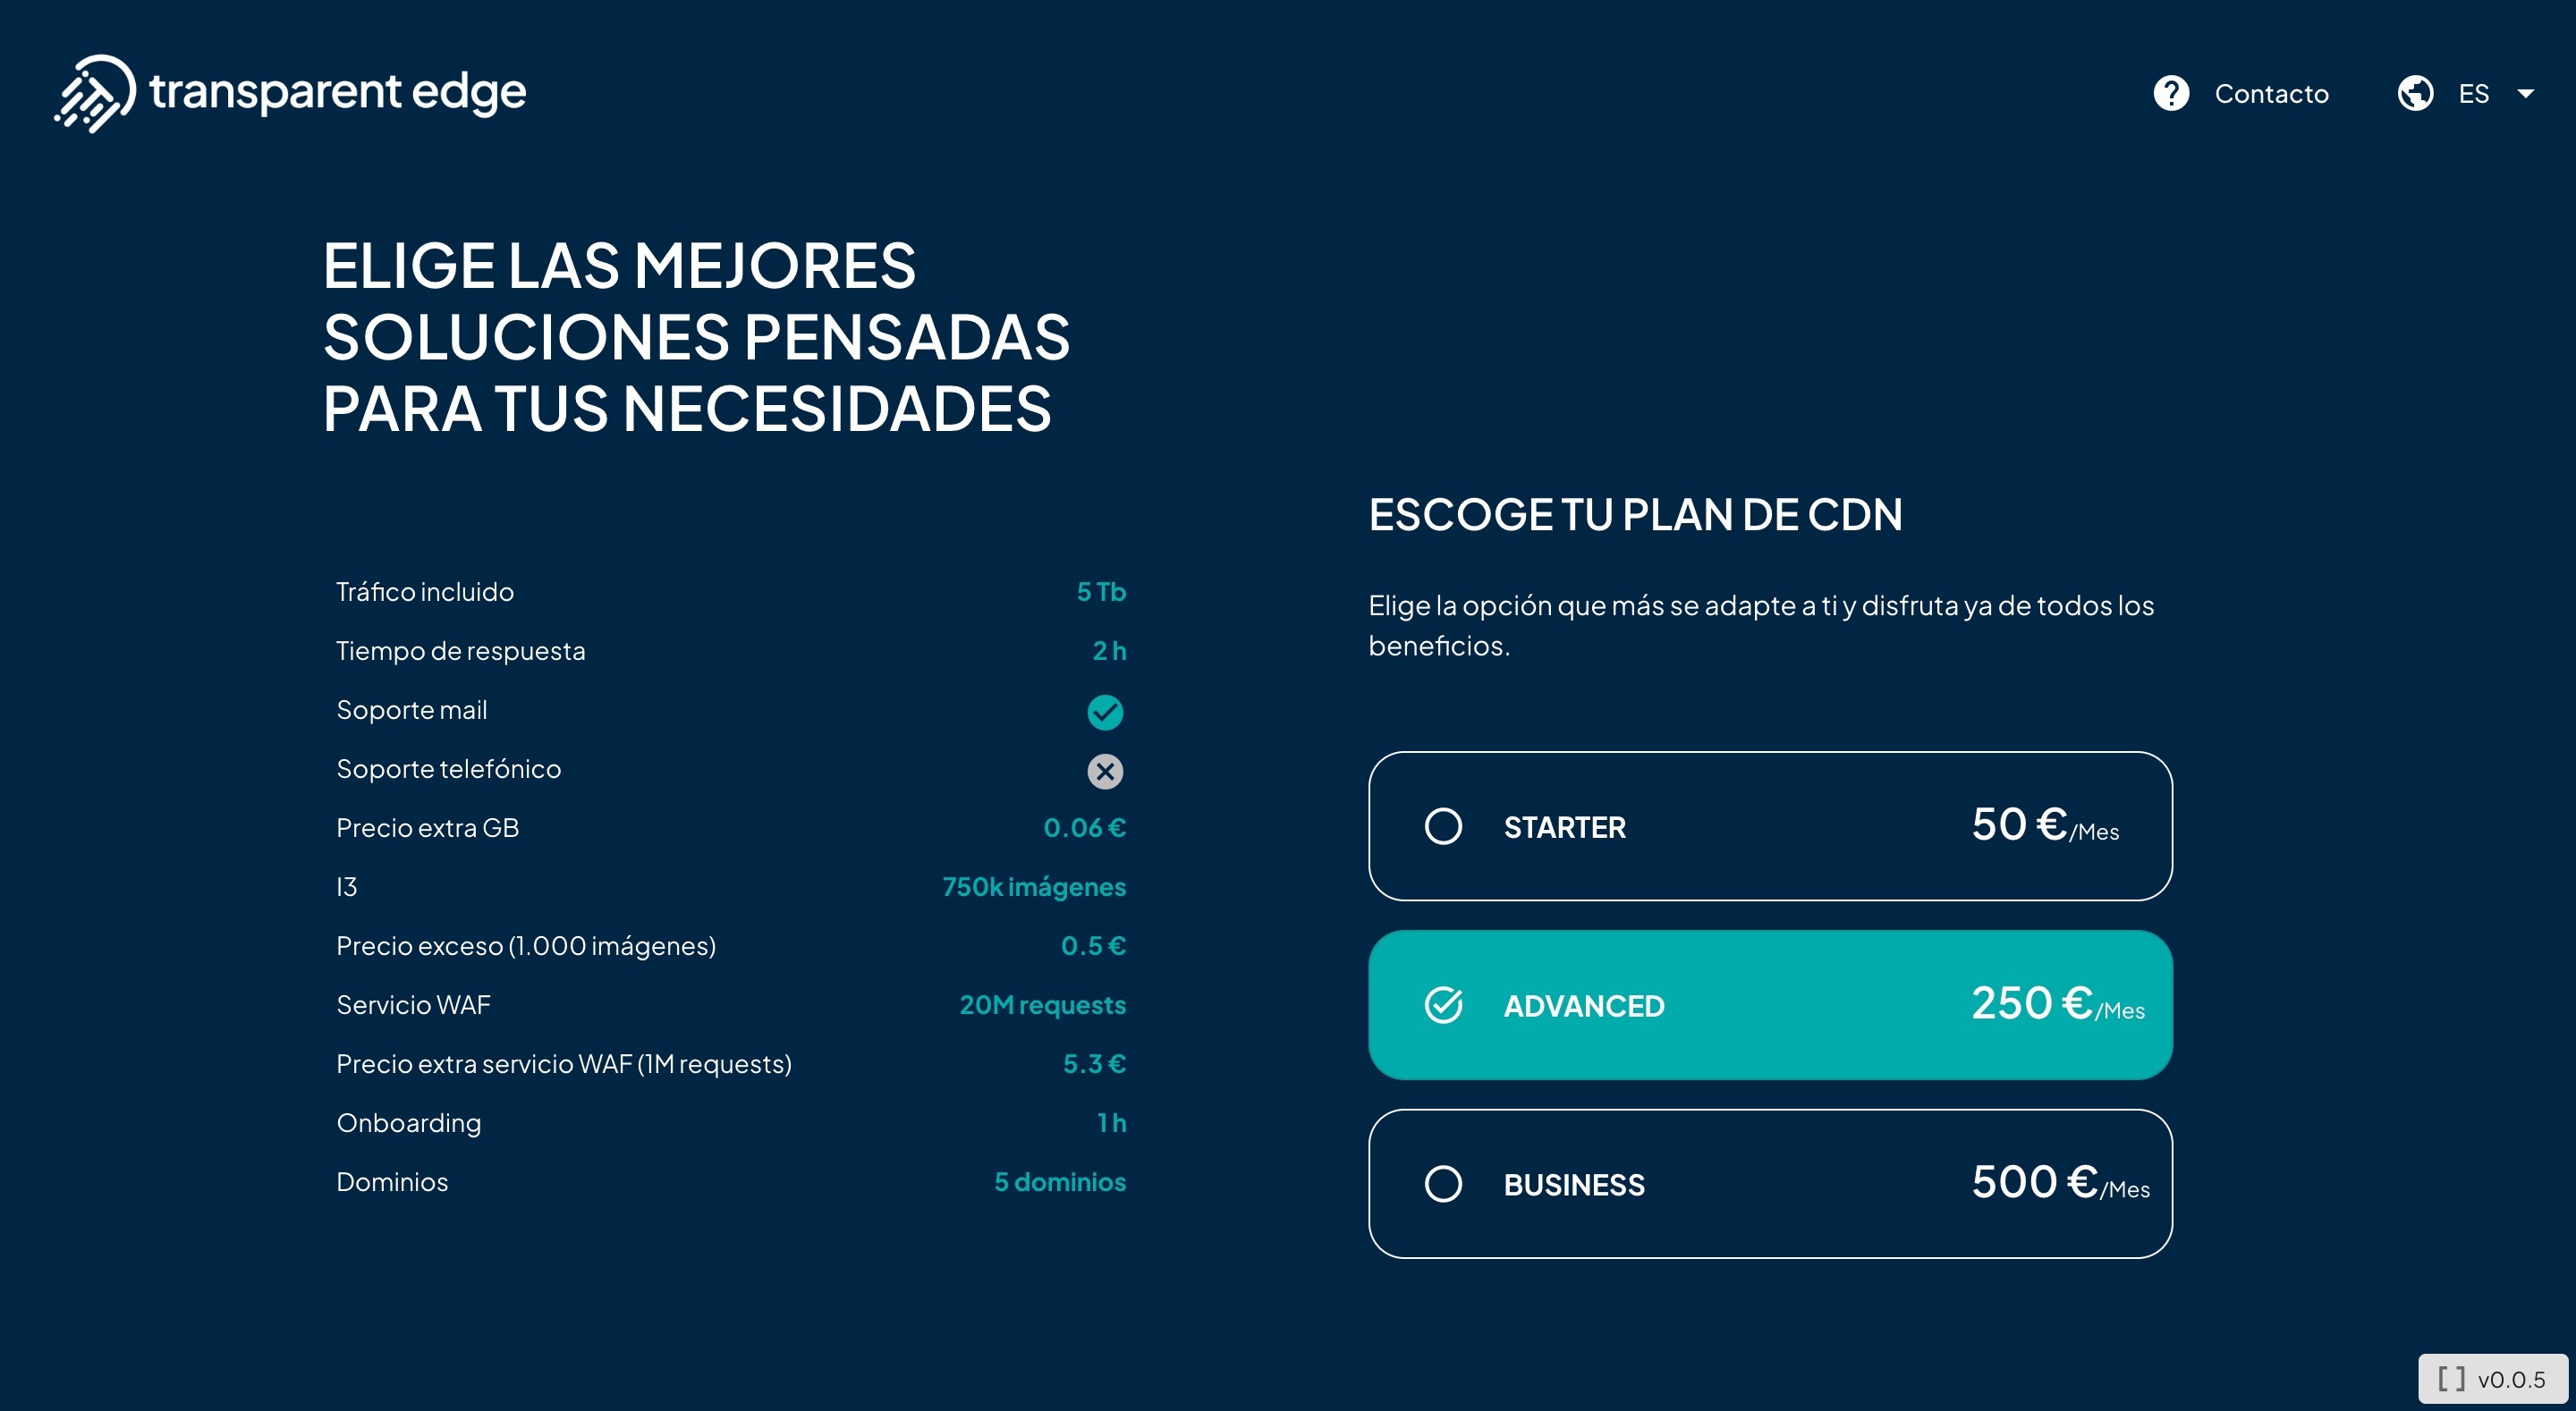 transparent edge
Contacto
ES
ELIGE LAS MEJORES
SOLUCIONES PENSADAS
PARA TUS NECESIDADES
Tráfico incluido 5 Tb
Tiempo de respuesta 2 h
Soporte mail
Soporte telefónico
Precio extra GB 0.06 €
I3 750k imágenes
Precio exceso (1.000 imágenes) 0.5 €
Servicio WAF 20M requests
Precio extra servicio WAF (1M requests) 5.3 €
Onboarding 1 h
Dominios 5 dominios
ESCOGE TU PLAN DE CDN
Elige la opción que más se adapte a ti y disfruta ya de todos los
beneficios.
STARTER 50 €/Mes
ADVANCED 250 €/Mes
BUSINESS 500 €/Mes
[ ] v0.0.5